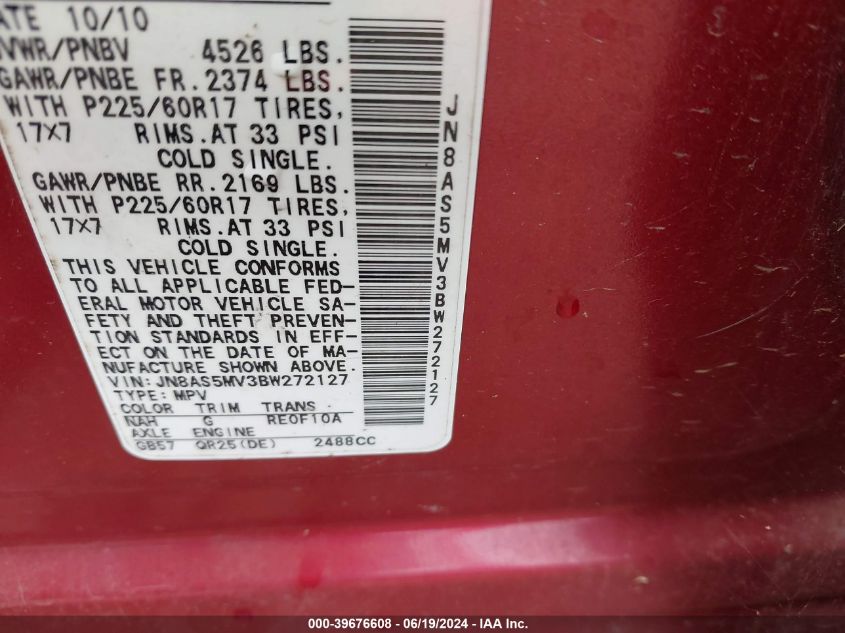 ATE 10/10
VWR/PNBV 4526 LBS.
GAWR/PNBE FR. 2374 LBS.
WITH P225/60R17 TIRES,
17X7 RIMS. AT 33 PSI
COLD SINGLE.
GAWR/PNBE RR. 2169 LBS.
WITH P225/60R17 TIRES,
17X7 RIMS. AT 33 PSI
COLD SINGLE.
THIS VEHICLE CONFORMS
TO ALL APPLICABLE FED-
ERAL MOTOR VEHICLE SA-
FETY AND THEFT PREVEN-
TION STANDARDS IN EFF-
ECT ON THE DATE OF MA-
NUFACTURE SHOWN ABOVE.
VIN: JN8AS5MV3BW272127
TYPE: MPV
COLOR TRIM TRANS
NAH G RE0F10A
AXLE ENGINE
GB57 QR25(DE) 2488CC
JN8AS5MV3BW272127
000-39676608 - 06/19/2024 - IAA Inc.